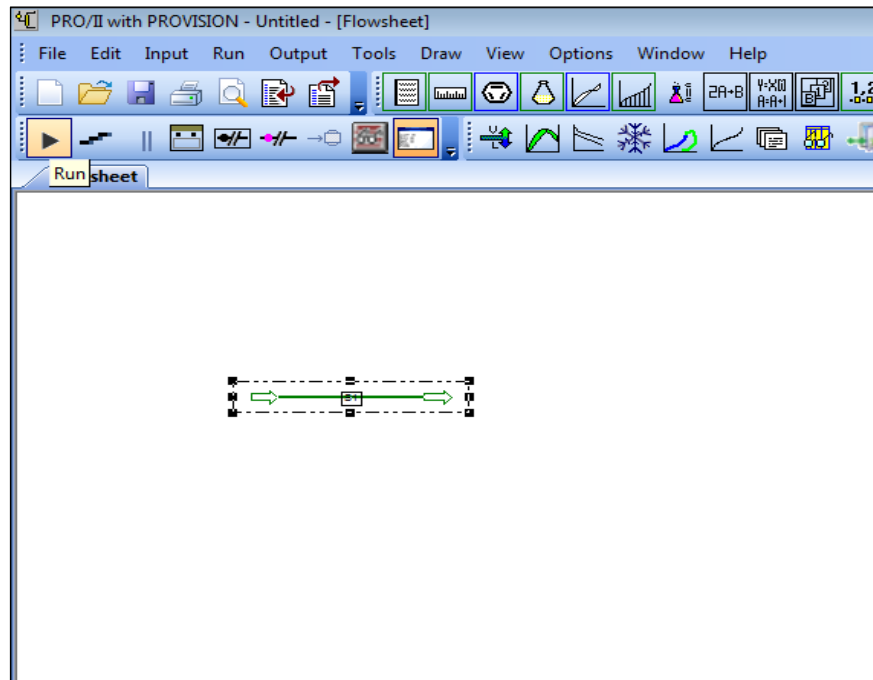 PRO/II with PROVISION - Untitled - [Flowsheet]
File Edit Input Run Output Tools Draw View Options Window Help
2A→B
Run
sheet